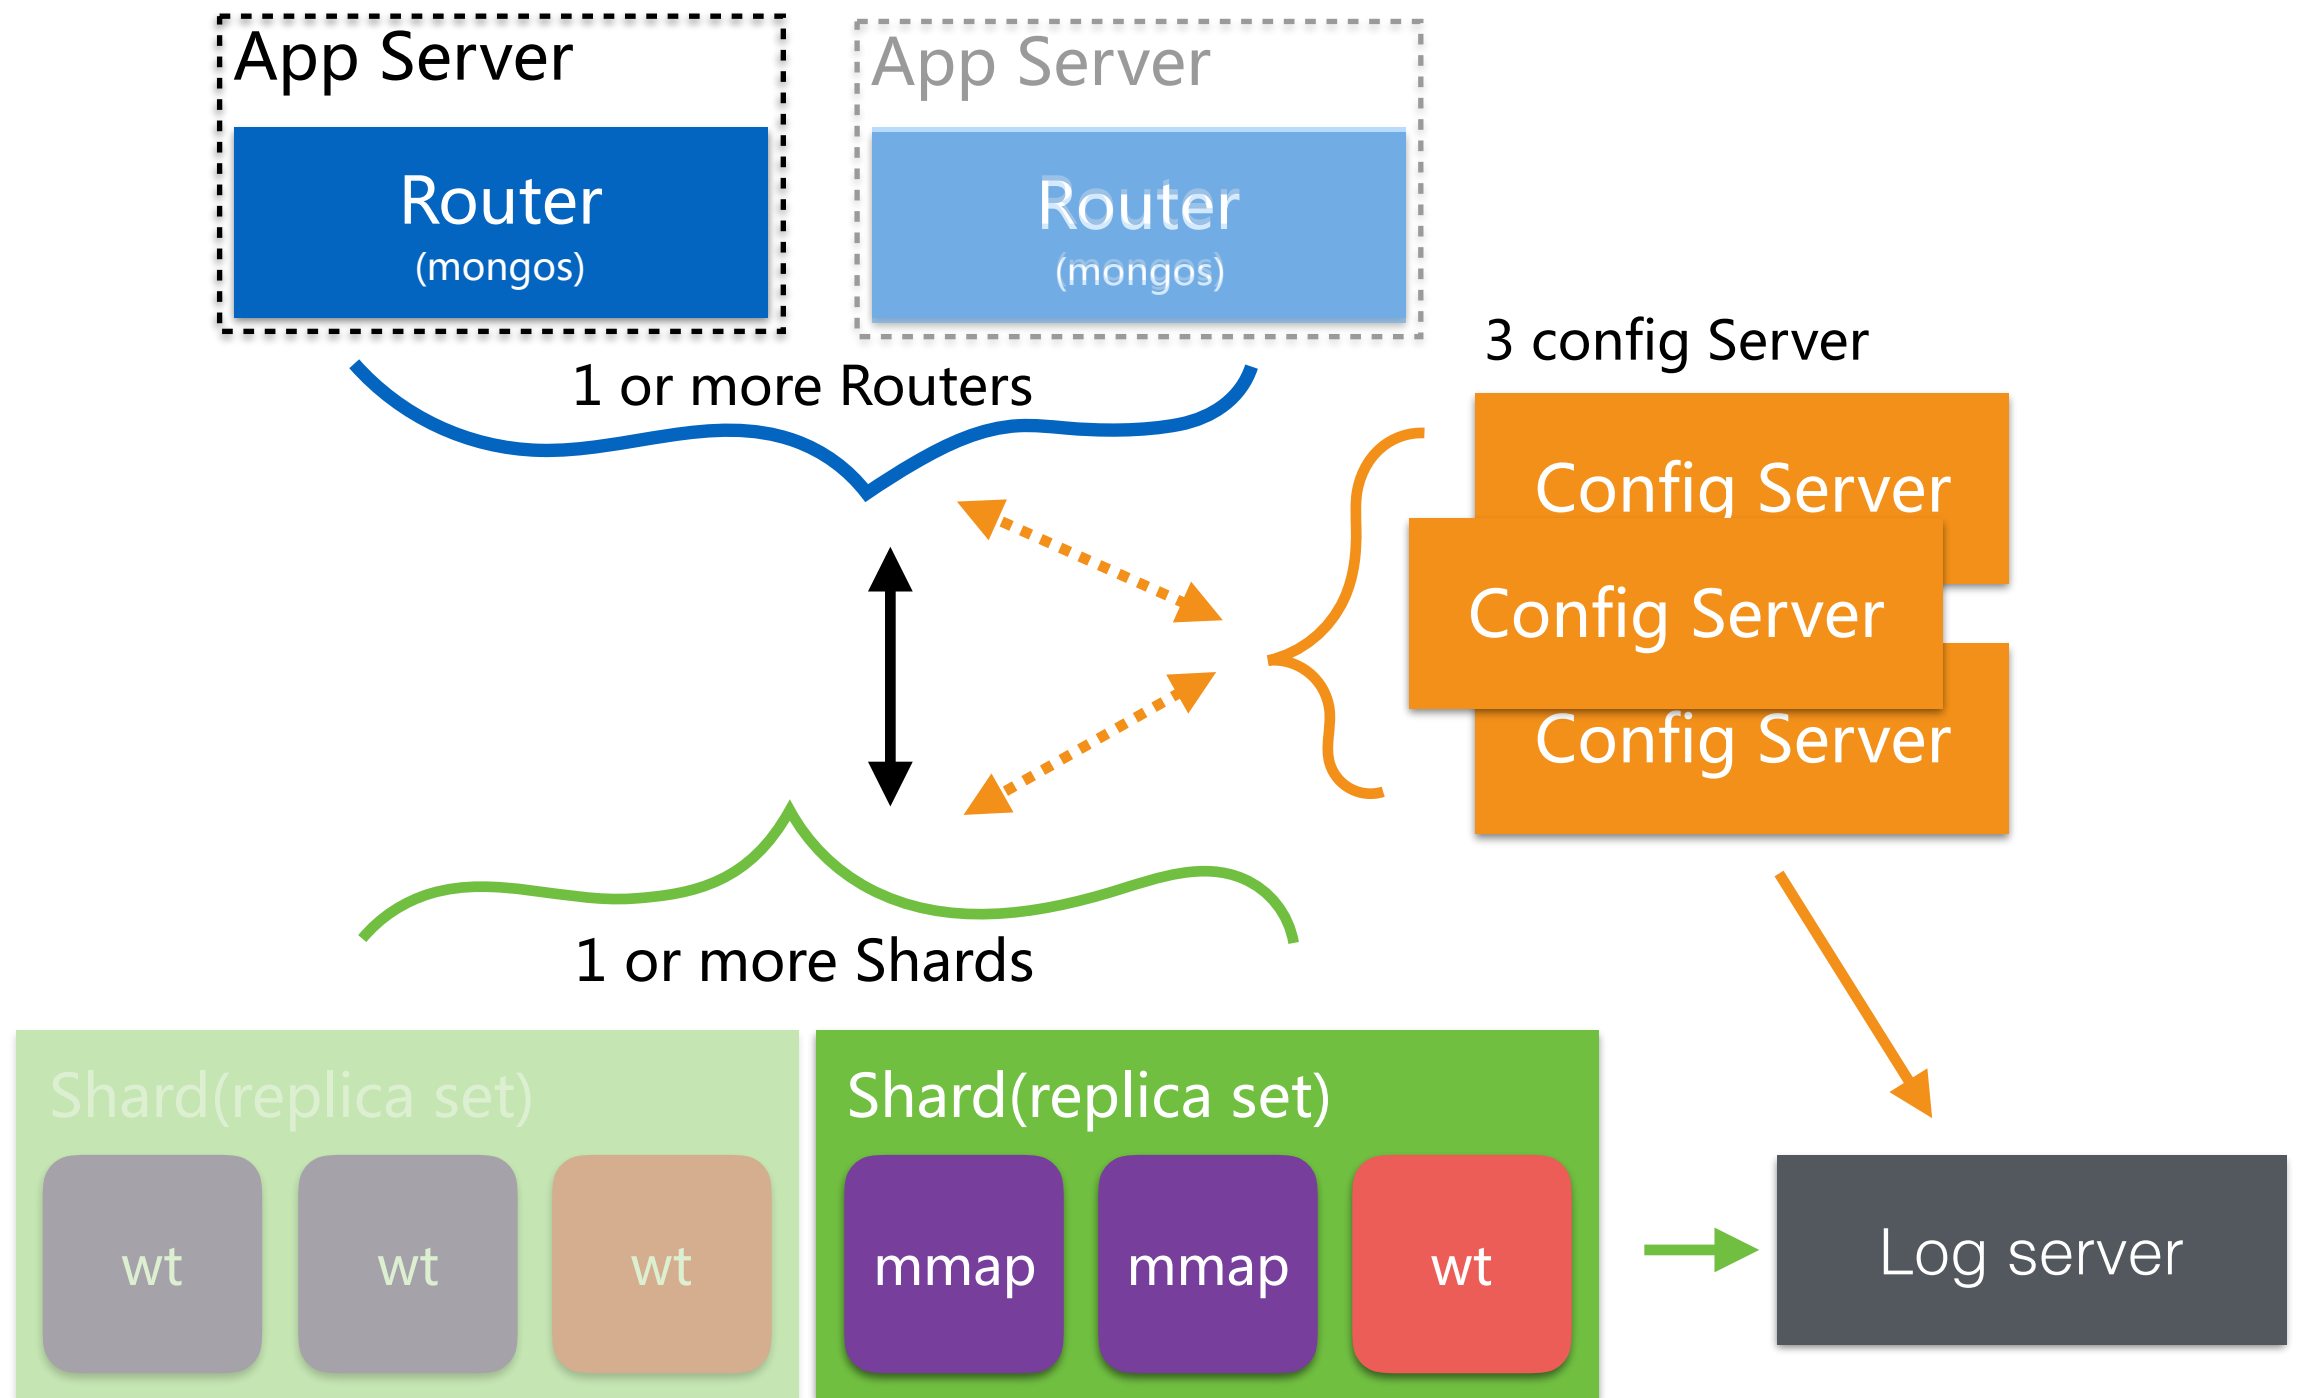 App Server
Router
(mongos)
App Server
Router
(mongos)
1 or more Routers
3 config Server
Config Server
Config Server
Config Server
1 or more Shards
Shard(replica set)
wt
wt
wt
Shard(replica set)
mmap
mmap
wt
Log server